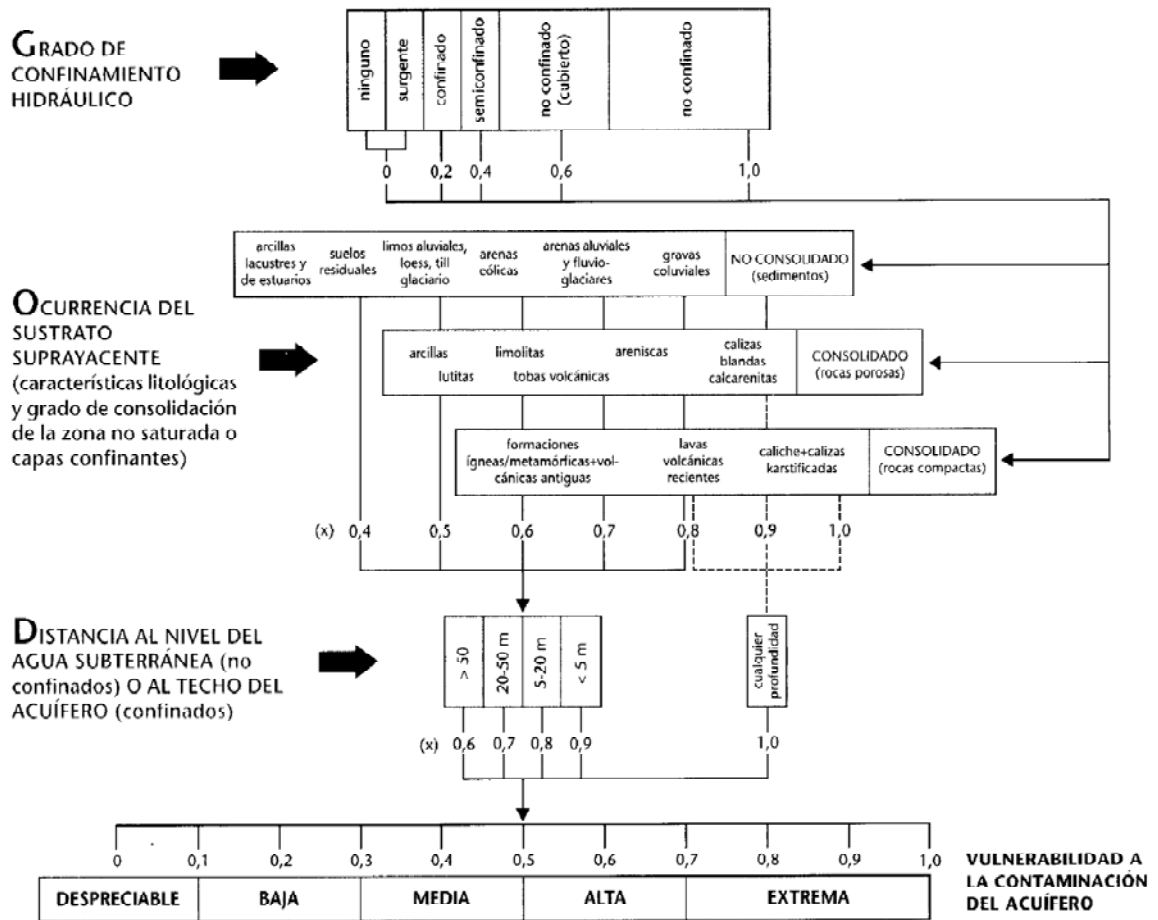 GRADO DE
CONFINAMIENTO
HIDRÁULICO
ninguno
surgente
confinado
semiconfinado
no confinado
(cubierto)
no confinado
0
0,2
0,4
0,6
1,0
OCURRENCIA DEL
SUSTRATO
SUPRAYACENTE
(características litológicas
y grado de consolidación
de la zona no saturada o
capas confinantes)
arcillas
lacustres y
de estuarios
suelos
residuales
limos aluviales,
loess, till
glaciario
arenas
eólicas
arenas aluviales
y fluvio-
glaciares
gravas
coluviales
NO CONSOLIDADO
(sedimentos)
arcillas
lutitas
limolitas
tobas volcánicas
areniscas
calizas
blandas
calcarenitas
CONSOLIDADO
(rocas porosas)
formaciones
ígneas/metamórficas+vol-
cánicas antiguas
lavas
volcánicas
recientes
caliche+calizas
karstificadas
CONSOLIDADO
(rocas compactas)
(x) 0,4 0,5 0,6 0,7 0,8 0,9 1,0
DISTANCIA AL NIVEL DEL
AGUA SUBTERRÁNEA (no
confinados) O AL TECHO DEL
ACUÍFERO (confinados)
> 50
20-50 m
5-20 m
< 5 m
cualquier
profundidad
(x) 0,6 0,7 0,8 0,9 1,0
0 0,1 0,2 0,3 0,4 0,5 0,6 0,7 0,8 0,9 1,0
DESPRECIABLE BAJA MEDIA ALTA EXTREMA
VULNERABILIDAD A
LA CONTAMINACIÓN
DEL ACUÍFERO